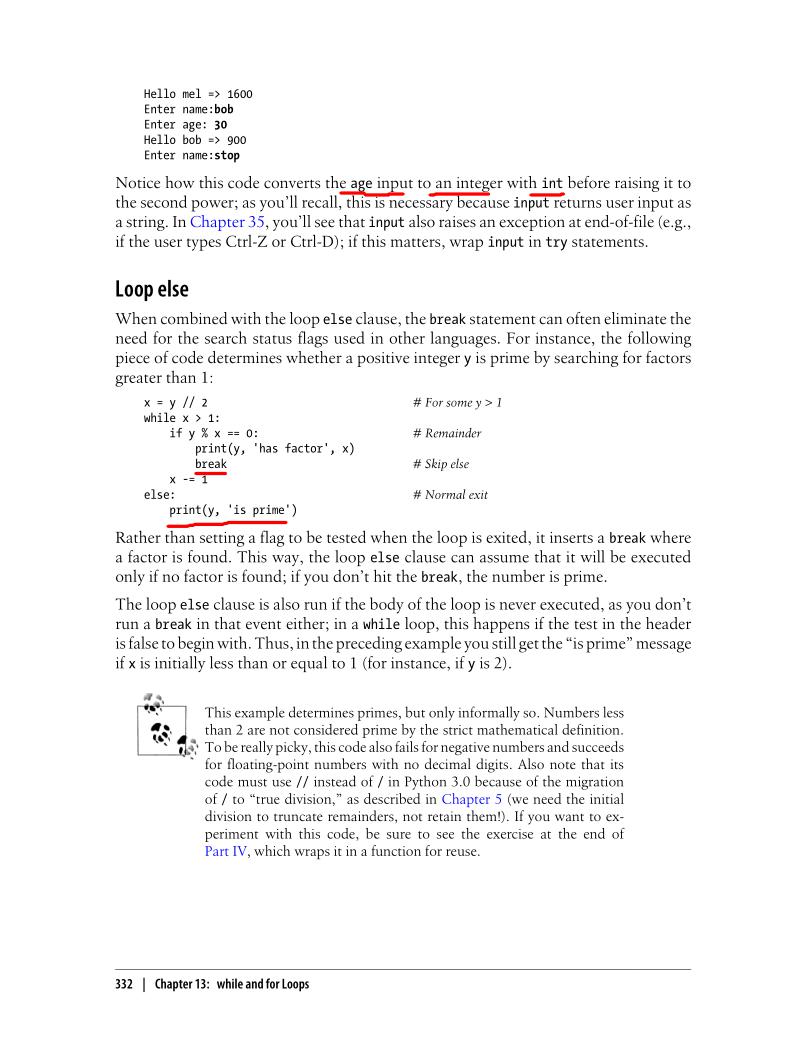 Hello mel => 1600
Enter name:bob
Enter age: 30
Hello bob => 900
Enter name:stop
Notice how this code converts the age input to an integer with int before raising it to
the second power; as you’ll recall, this is necessary because input returns user input as
a string. In Chapter 35, you’ll see that input also raises an exception at end-of-file (e.g.,
if the user types Ctrl-Z or Ctrl-D); if this matters, wrap input in try statements.
Loop else
When combined with the loop else clause, the break statement can often eliminate the
need for the search status flags used in other languages. For instance, the following
piece of code determines whether a positive integer y is prime by searching for factors
greater than 1:
x = y // 2 # For some y > 1
while x > 1:
if y % x == 0: # Remainder
print(y, 'has factor', x)
break # Skip else
x -= 1
else: # Normal exit
print(y, 'is prime')
Rather than setting a flag to be tested when the loop is exited, it inserts a break where
a factor is found. This way, the loop else clause can assume that it will be executed
only if no factor is found; if you don’t hit the break, the number is prime.
The loop else clause is also run if the body of the loop is never executed, as you don’t
run a break in that event either; in a while loop, this happens if the test in the header
is false to begin with. Thus, in the preceding example you still get the “is prime” message
if x is initially less than or equal to 1 (for instance, if y is 2).
This example determines primes, but only informally so. Numbers less
than 2 are not considered prime by the strict mathematical definition.
To be really picky, this code also fails for negative numbers and succeeds
for floating-point numbers with no decimal digits. Also note that its
code must use // instead of / in Python 3.0 because of the migration
of / to “true division,” as described in Chapter 5 (we need the initial
division to truncate remainders, not retain them!). If you want to ex-
periment with this code, be sure to see the exercise at the end of
Part IV, which wraps it in a function for reuse.
332 | Chapter 13: while and for Loops